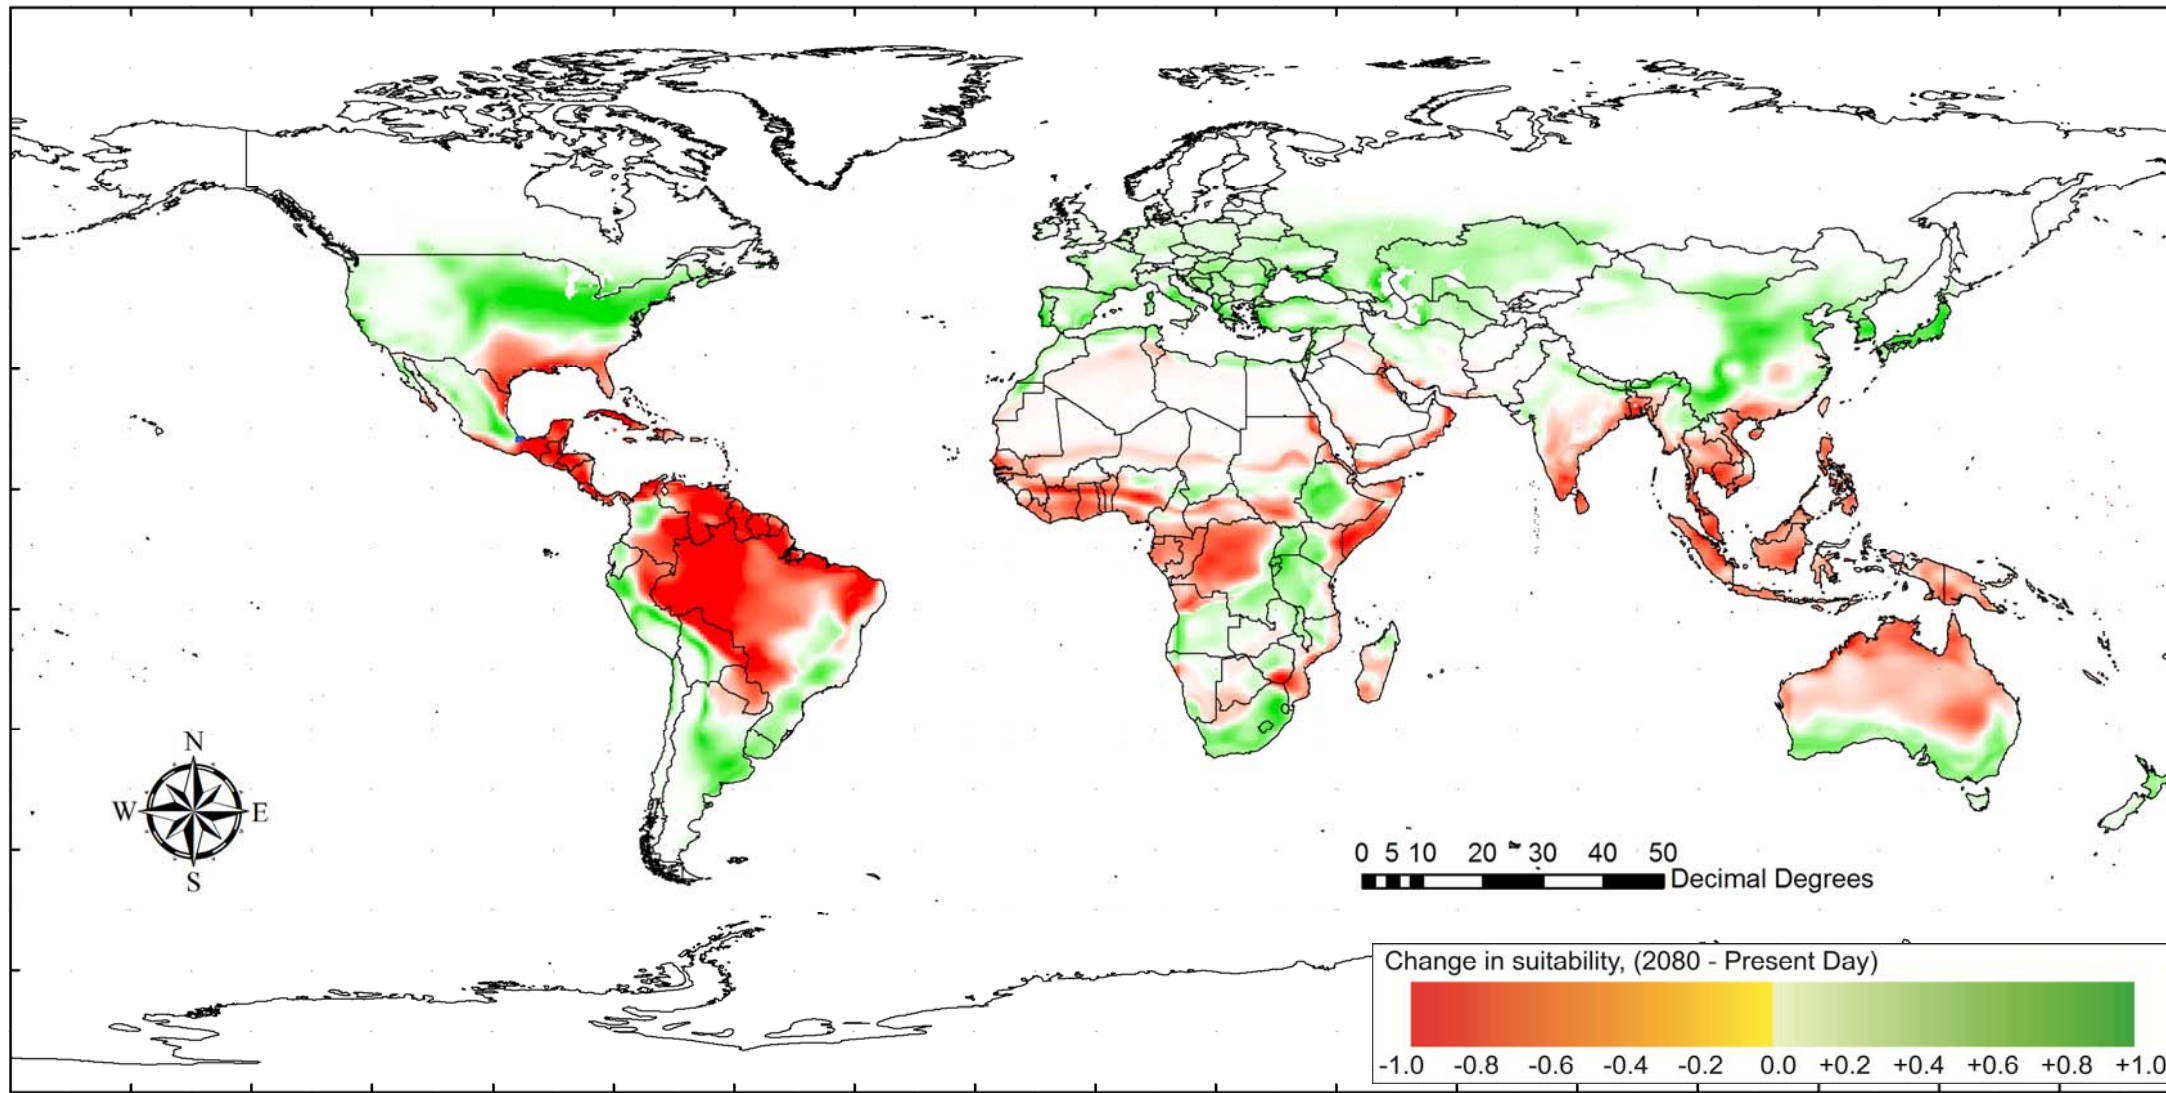 N
W E
S
0 5 10 20 30 40 50
Decimal Degrees
Change in suitability, (2080 - Present Day)
-1.0 -0.8 -0.6 -0.4 -0.2 0.0 +0.2 +0.4 +0.6 +0.8 +1.0